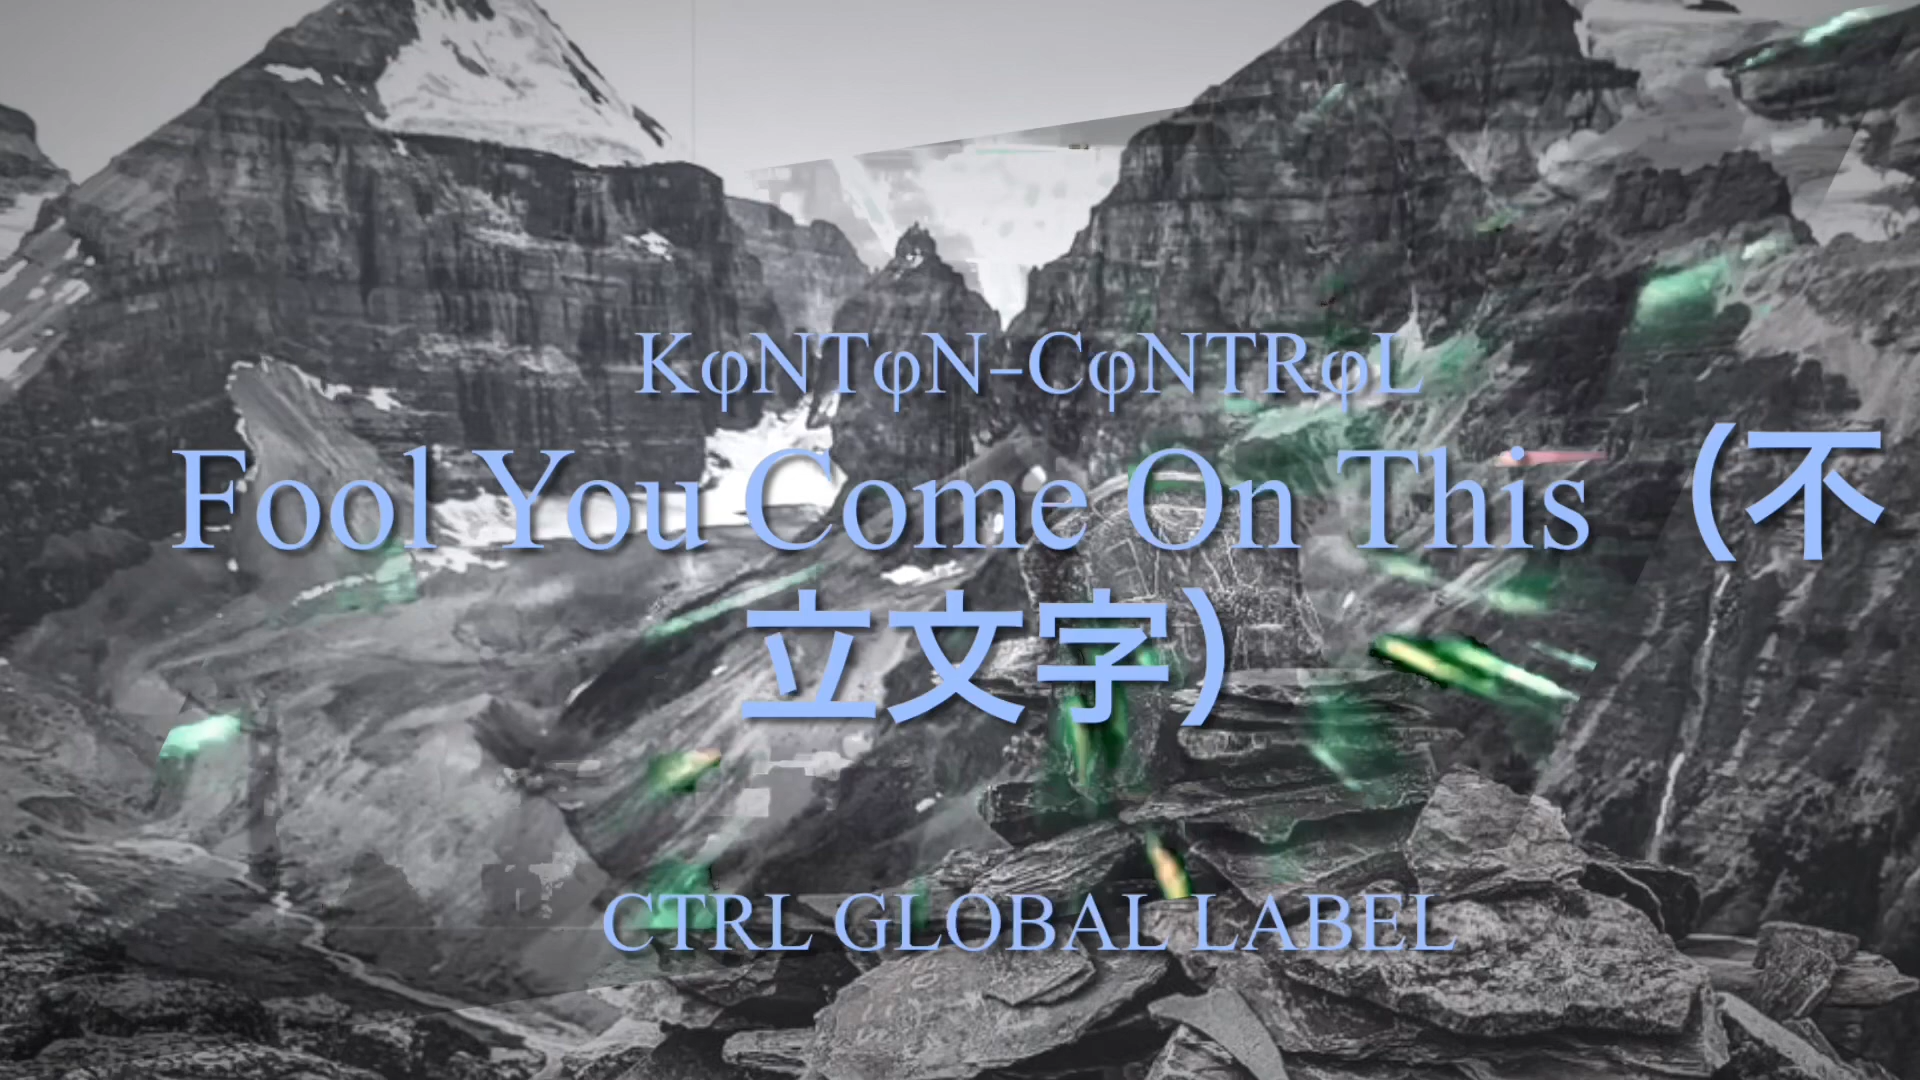 KφNTφN−CφNTRφL
Fool You Come On This（不
立文字）
CTRL GLOBAL LABEL